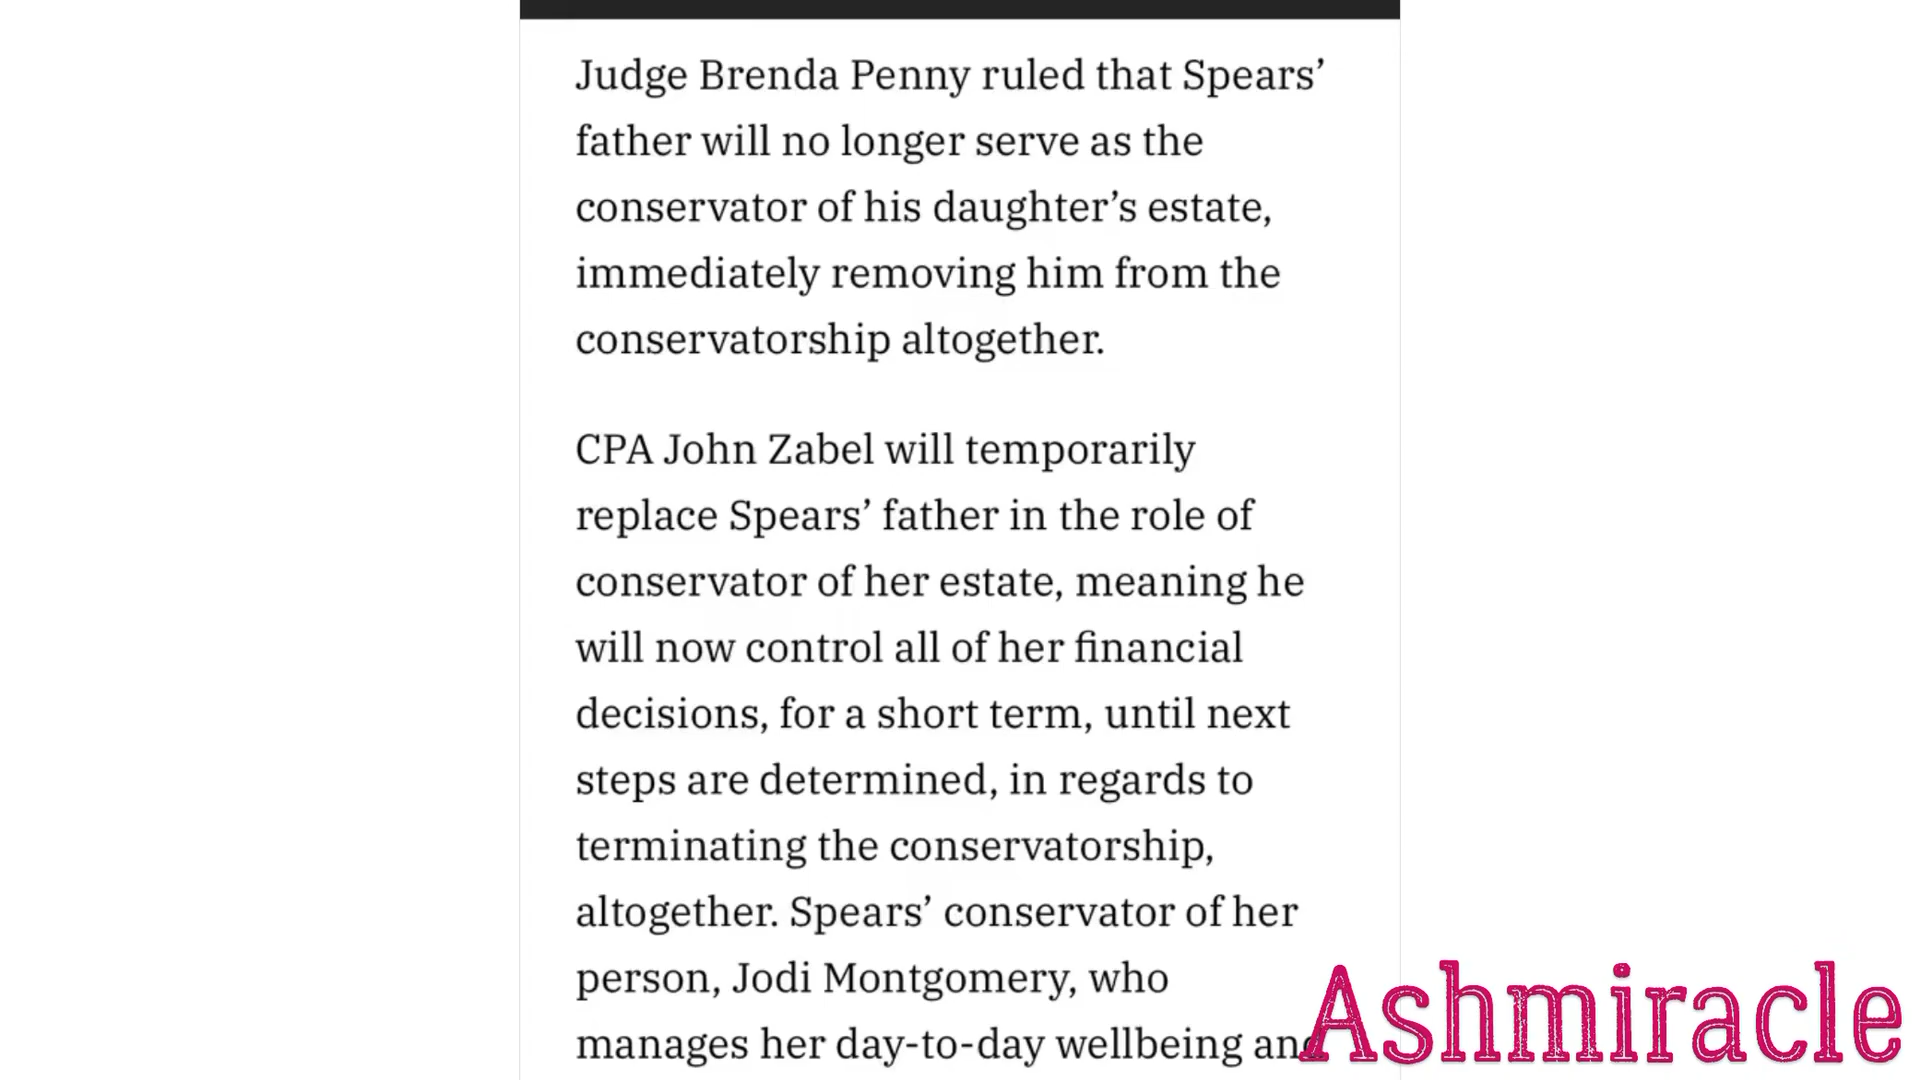 Judge Brenda Penny ruled that Spears’
father will no longer serve as the
conservator of his daughter’s estate,
immediately removing him from the
conservatorship altogether.
CPA John Zabel will temporarily
replace Spears’ father in the role of
conservator of her estate, meaning he
will now control all of her financial
decisions, for a short term, until next
steps are determined, in regards to
terminating the conservatorship,
altogether. Spears’ conservator of her
person, Jodi Montgomery, who
manages her day-to-day wellbeing and
Ashmiracle